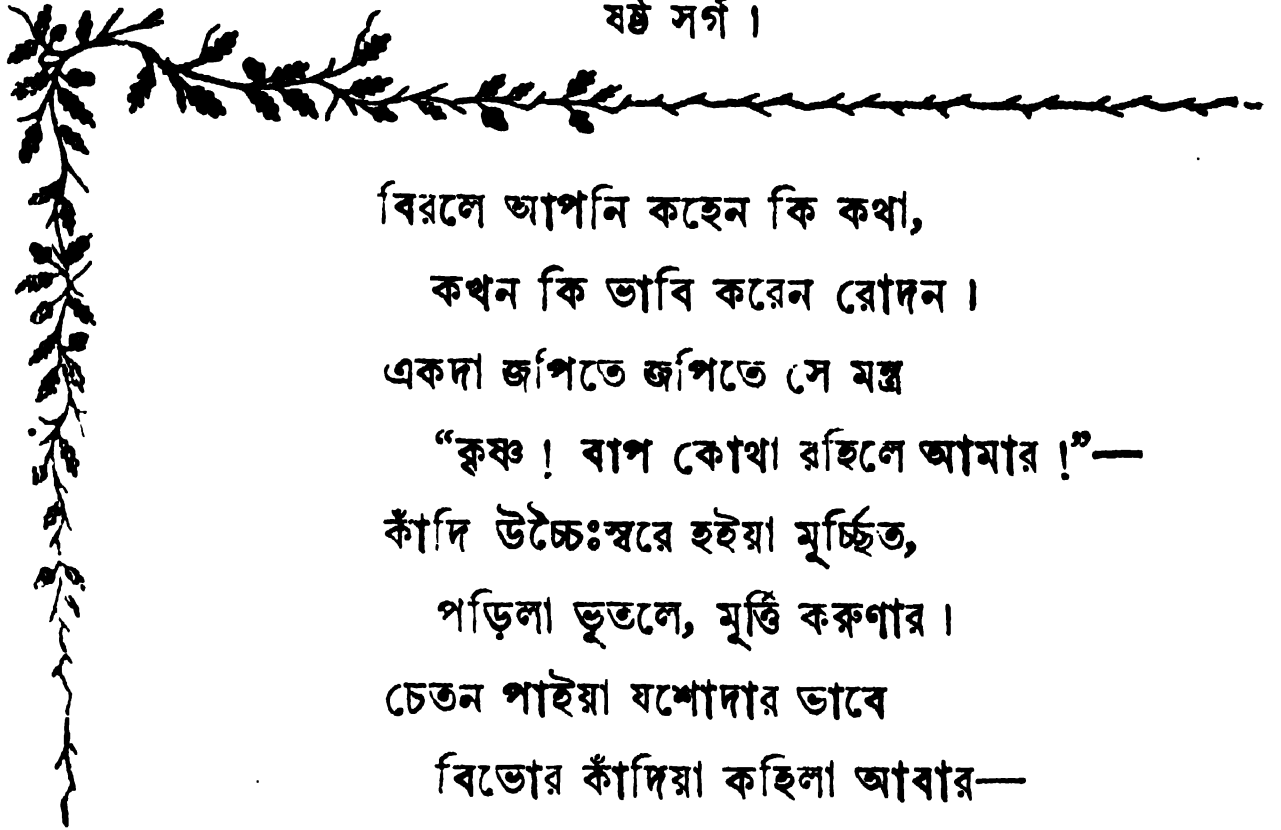 ষষ্ঠ সর্গ।
বিরলে আপনি কহেন কি কথা,
কখন কি ভাবি করেন রোদন।
একদা জপিতে জপিতে সে মন্ত্র
“কৃষ্ণ! বাপ কোথা রহিলে আমার!”—
কাঁদি উচ্চৈঃস্বরে হইয়া মূর্চ্ছিত,
পড়িলা ভূতলে, মূর্ত্তি করুণার।
চেতন পাইয়া যশোদার ভাবে
বিভোর কাঁদিয়া কহিলা আবার—